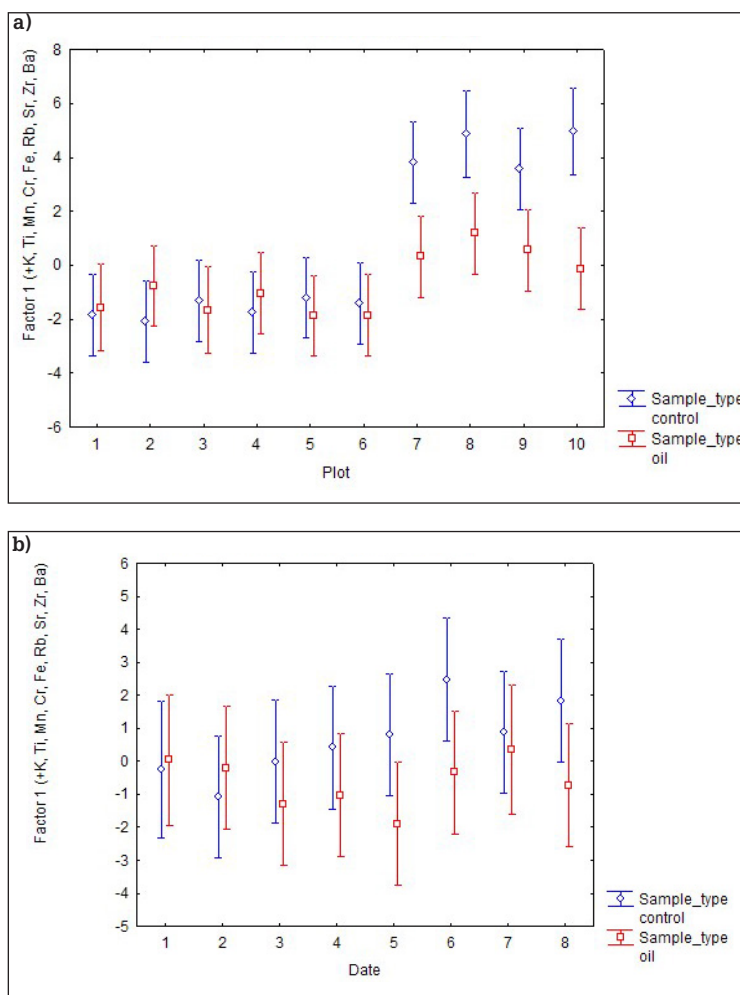 a)
8
6
4
2
0
-2
-4
-6
Factor 1 (+K, Ti, Mn, Cr, Fe, Rb, Sr, Zr, Ba)
1 2 3 4 5 6 7 8 9 10
Plot
Sample_type
control
Sample_type
oil
b)
6
5
4
3
2
1
0
-1
-2
-3
-4
-5
Factor 1 (+K, Ti, Mn, Cr, Fe, Rb, Sr, Zr, Ba)
1 2 3 4 5 6 7 8
Date
Sample_type
control
Sample_type
oil